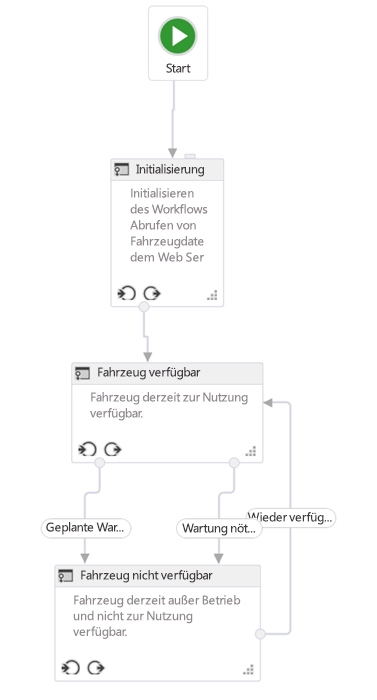 Start
Initialisierung
Initialisieren
des Workflows
Abrufen von
Fahrzeugdate
dem Web Ser
Fahrzeug verfügbar
Fahrzeug derzeit zur Nutzung
verfügbar.
Geplante War...
Wartung nöt...
Wieder verfüg...
Fahrzeug nicht verfügbar
Fahrzeug derzeit außer Betrieb
und nicht zur Nutzung
verfügbar.